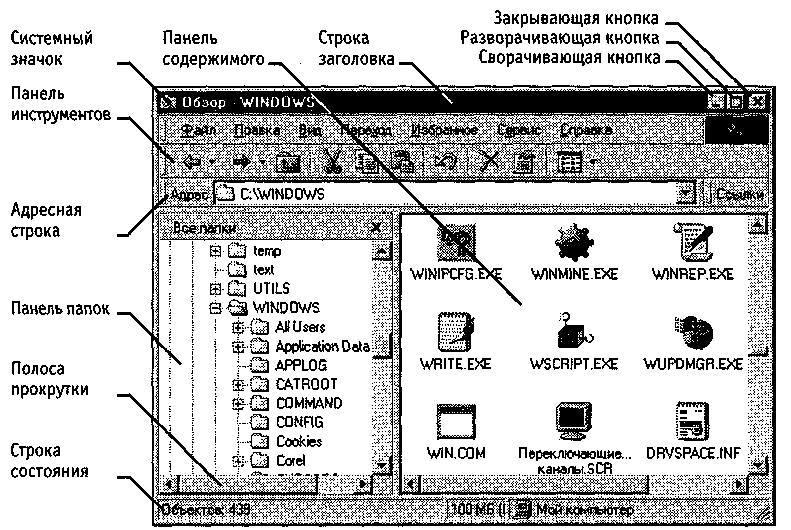 Закрывающая кнопка
Разворачивающая кнопка
Сворачивающая кнопка
Системный
значок
Панель
содержимого
Строка
заголовка
Панель
инструментов
Адресная
строка
Панель папок
Полоса
прокрутки
Строка
состояния
Обзор - WINDOWS
Файл Правка Вид Переход Избранное Сервис Справка
Адрес C:\WINDOWS Ссылки
Все папки
temp
text
UTILS
WINDOWS
All Users
Application Data
APPLOG
CATROOT
COMMAND
CONFIG
Cookies
Corel
WINIPCFG.EXE WINMINE.EXE WINREP.EXE
WRITE.EXE WSCRIPT.EXE WUPDMGR.EXE
WIN.COM Переключающие... DRVSPACE.INF
каналы.SCR
Объектов: 439 100 МБ ( Мой компьютер